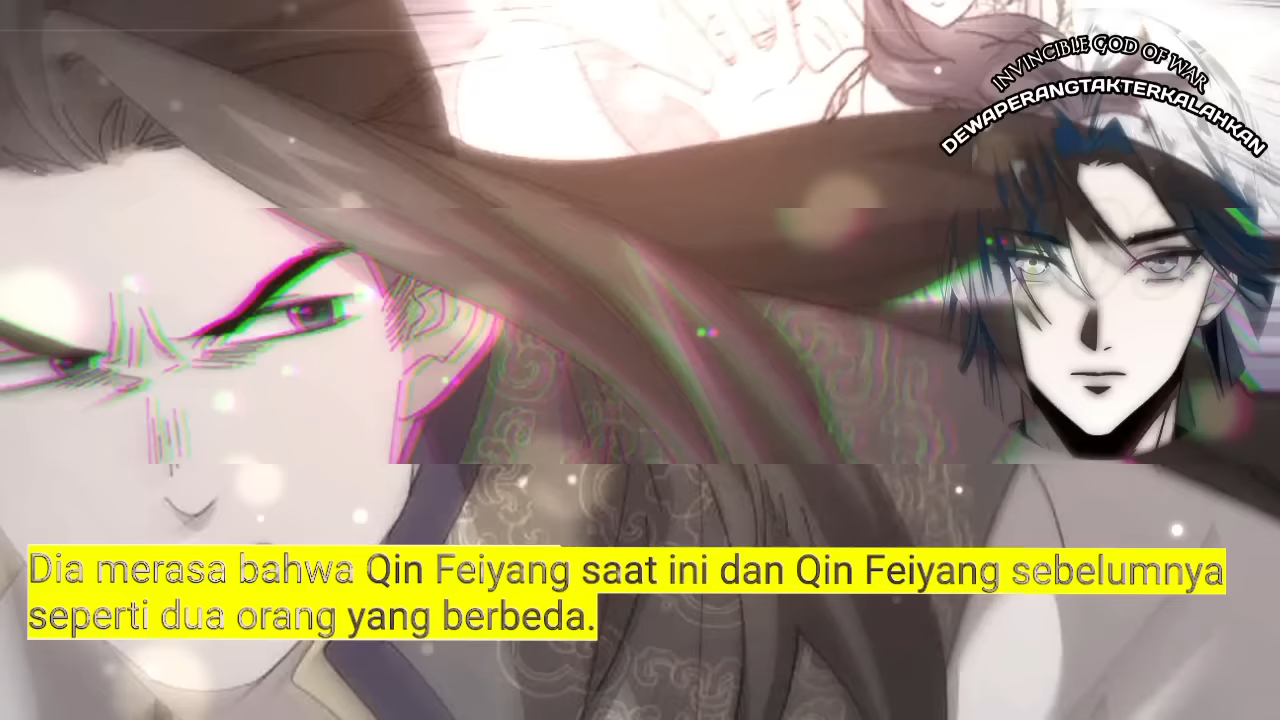 INVINCIBLE GOD OF WAR
DEWAPERANGTAKTERKALAHKAN
Dia merasa bahwa Qin Feiyang saat ini dan Qin Feiyang sebelumnya
seperti dua orang yang berbeda.